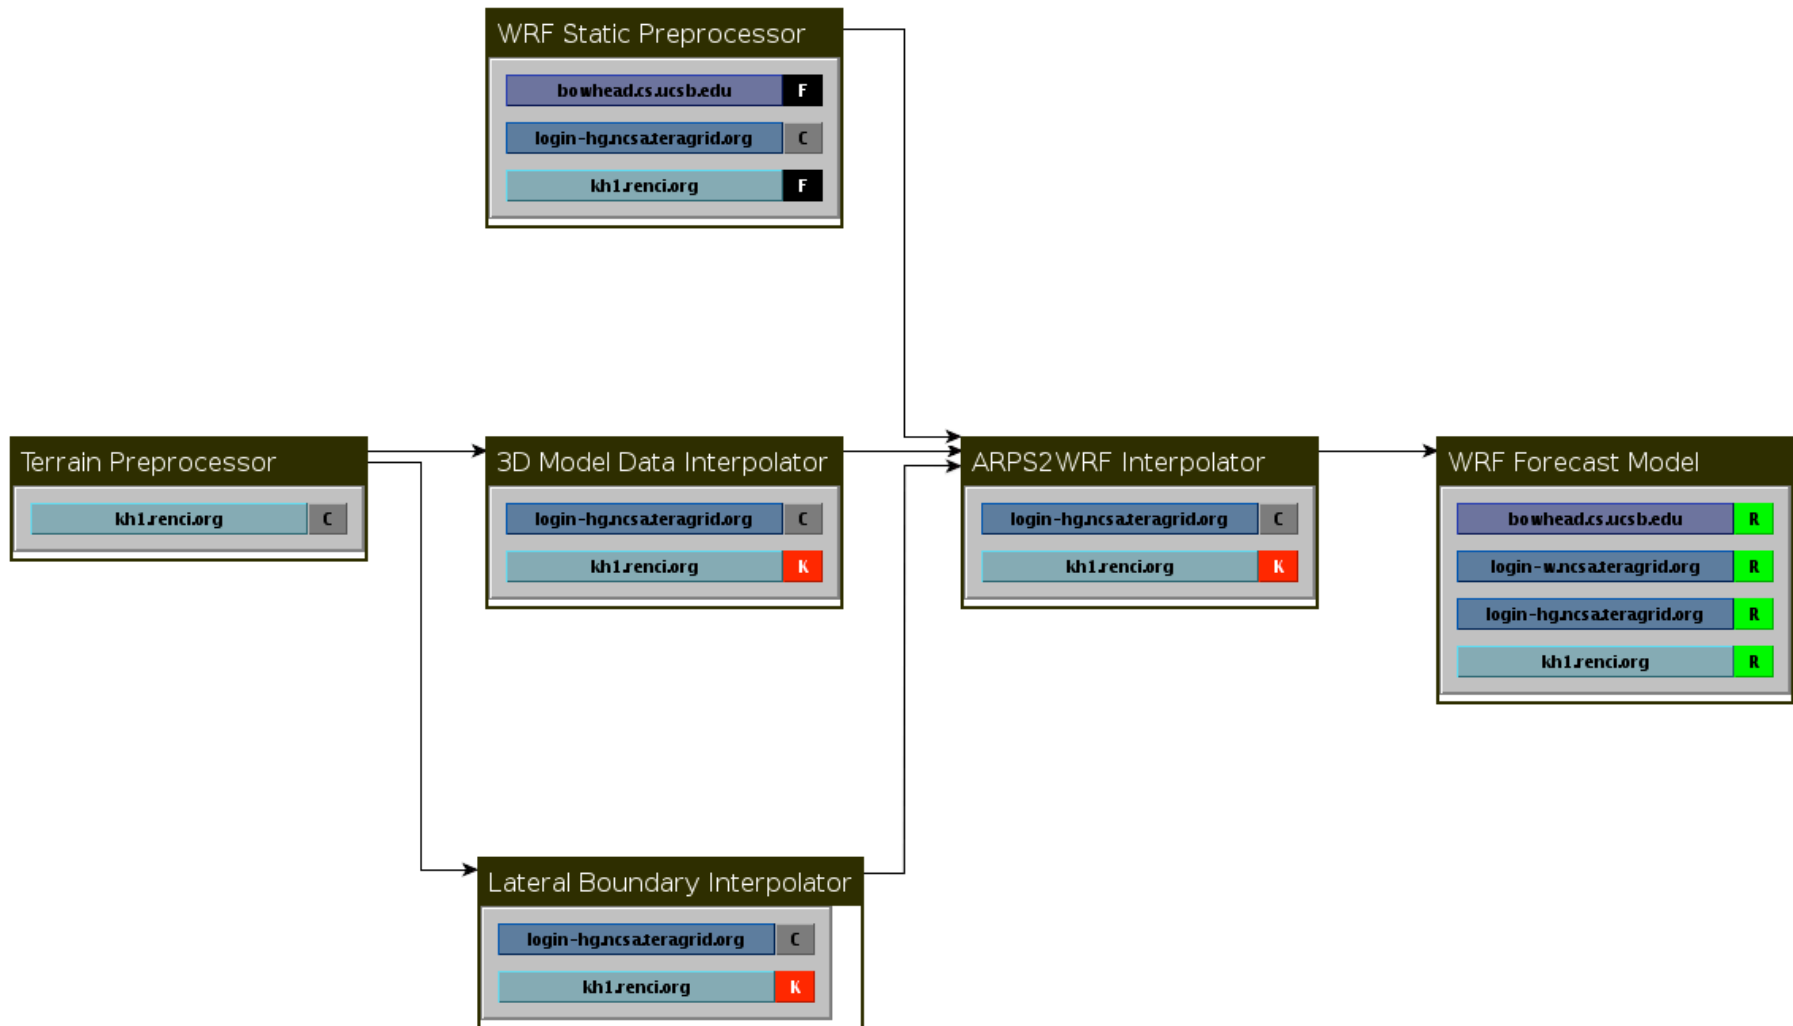 WRF Static Preprocessor
bowhead.cs.ucsb.edu F
login-hg.ncsa.teragrid.org C
kh1.renci.org F
Terrain Preprocessor
kh1.renci.org C
3D Model Data Interpolator
login-hg.ncsa.teragrid.org C
kh1.renci.org K
ARPS2WRF Interpolator
login-hg.ncsa.teragrid.org C
kh1.renci.org K
WRF Forecast Model
bowhead.cs.ucsb.edu R
login-w.ncsa.teragrid.org R
login-hg.ncsa.teragrid.org R
kh1.renci.org R
Lateral Boundary Interpolator
login-hg.ncsa.teragrid.org C
kh1.renci.org K